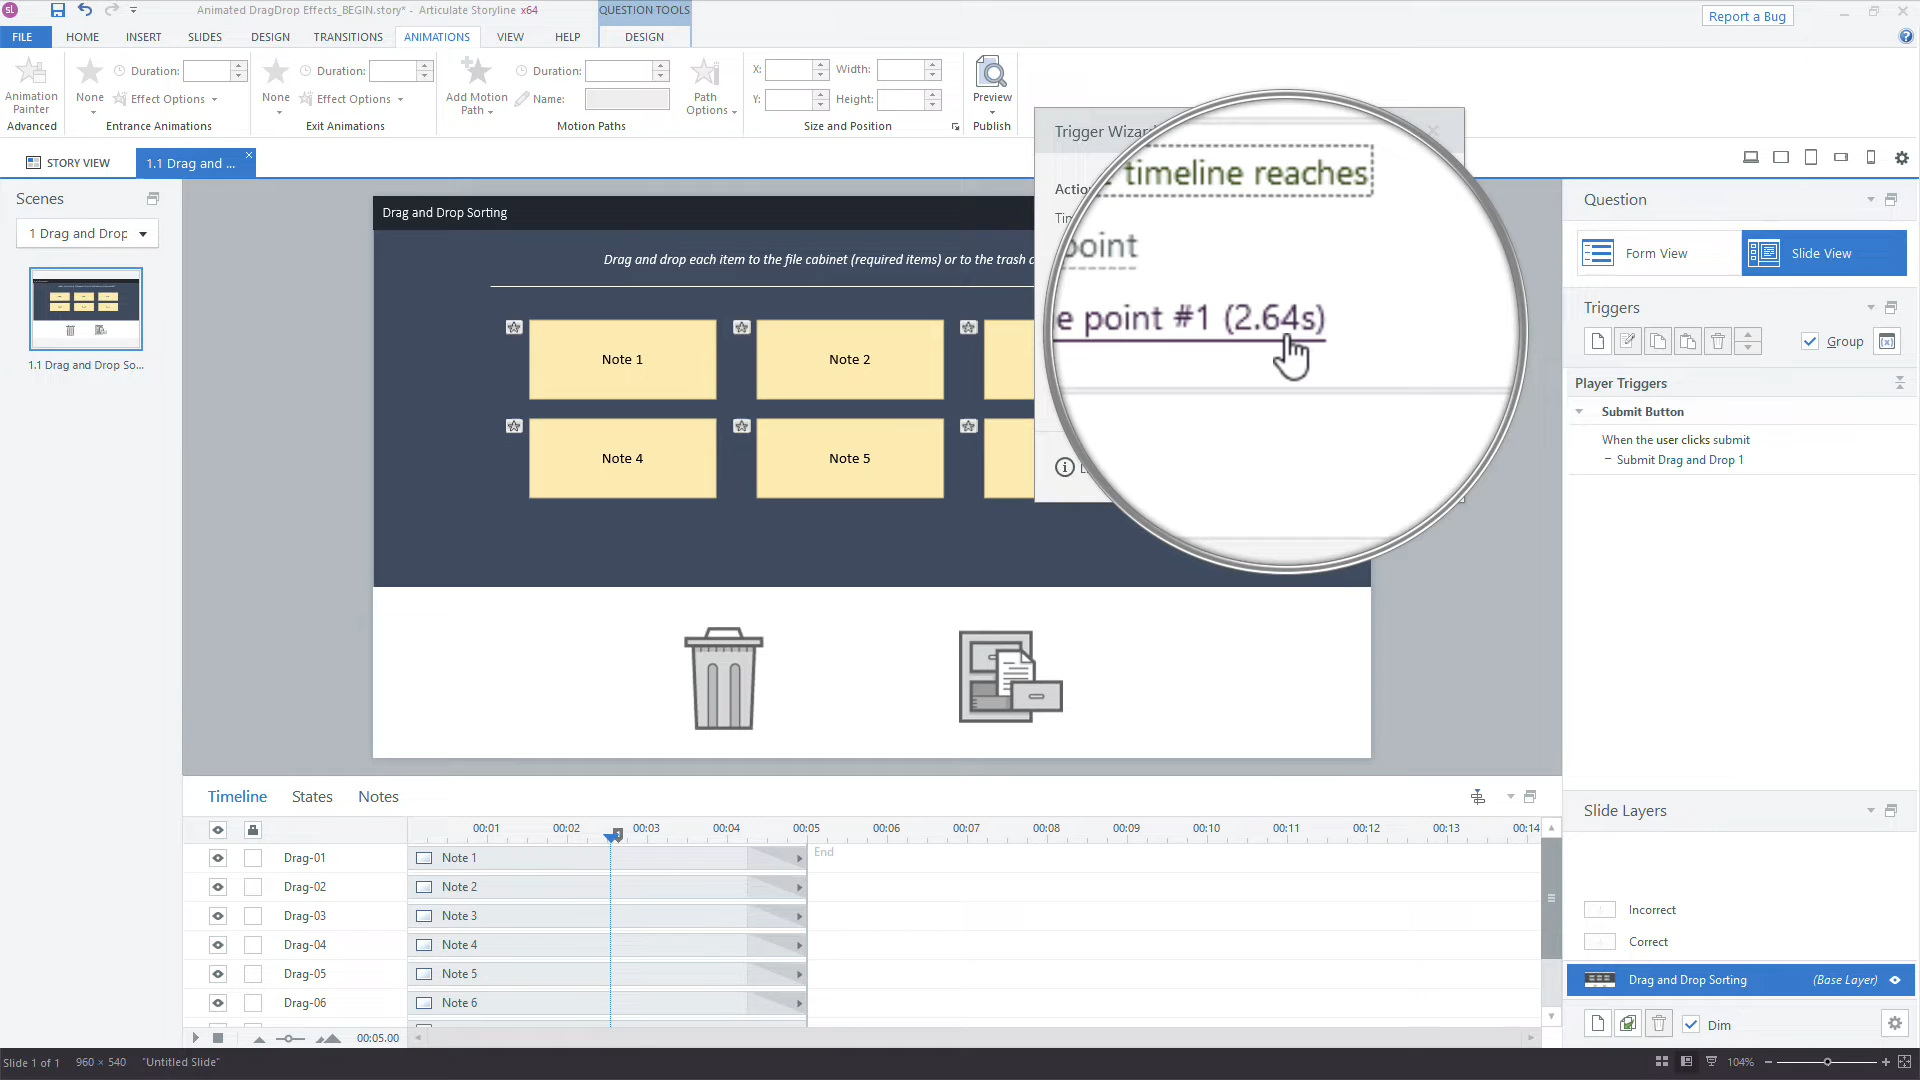 Animated DragDrop Effects_BEGIN.story* - Articulate Storyline x64
QUESTION TOOLS
Report a Bug
FILE HOME INSERT SLIDES DESIGN TRANSITIONS ANIMATIONS VIEW HELP DESIGN
Animation Painter
None
Duration:
Effect Options
None
Duration:
Effect Options
Add Motion Path
Duration:
Name:
Path Options
X:
Width:
Y:
Height:
Preview
Advanced
Entrance Animations
Exit Animations
Motion Paths
Size and Position
Publish
STORY VIEW
1.1 Drag and ...
Scenes
1 Drag and Drop
1.1 Drag and Drop So...
Drag and Drop Sorting
Drag and drop each item to the file cabinet (required items) or to the trash
Note 1
Note 2
Note 4
Note 5
Trigger Wizard
timeline reaches
point
e point #1 (2.64s)
Question
Form View
Slide View
Triggers
Group
Player Triggers
Submit Button
When the user clicks submit
Submit Drag and Drop 1
Timeline States Notes
00:01 00:02 00:03 00:04 00:05 00:06 00:07 00:08 00:09 00:10 00:11 00:12 00:13 00:14
Drag-01 Note 1 End
Drag-02 Note 2
Drag-03 Note 3
Drag-04 Note 4
Drag-05 Note 5
Drag-06 Note 6
00:05.00
Slide Layers
Incorrect
Correct
Drag and Drop Sorting (Base Layer)
Dim
Slide 1 of 1 960 × 540 "Untitled Slide" 104%